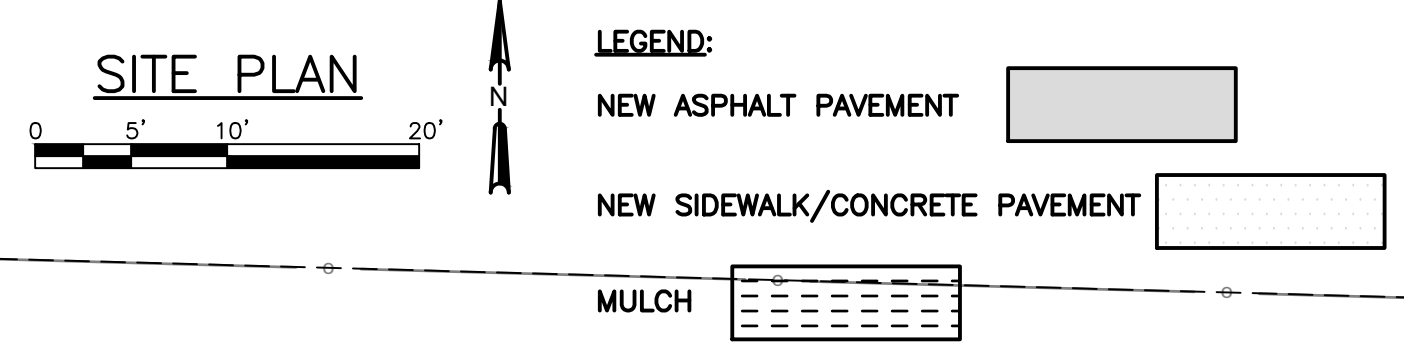 SITE PLAN
0 5' 10' 20'
N
LEGEND:
NEW ASPHALT PAVEMENT
NEW SIDEWALK/CONCRETE PAVEMENT
MULCH